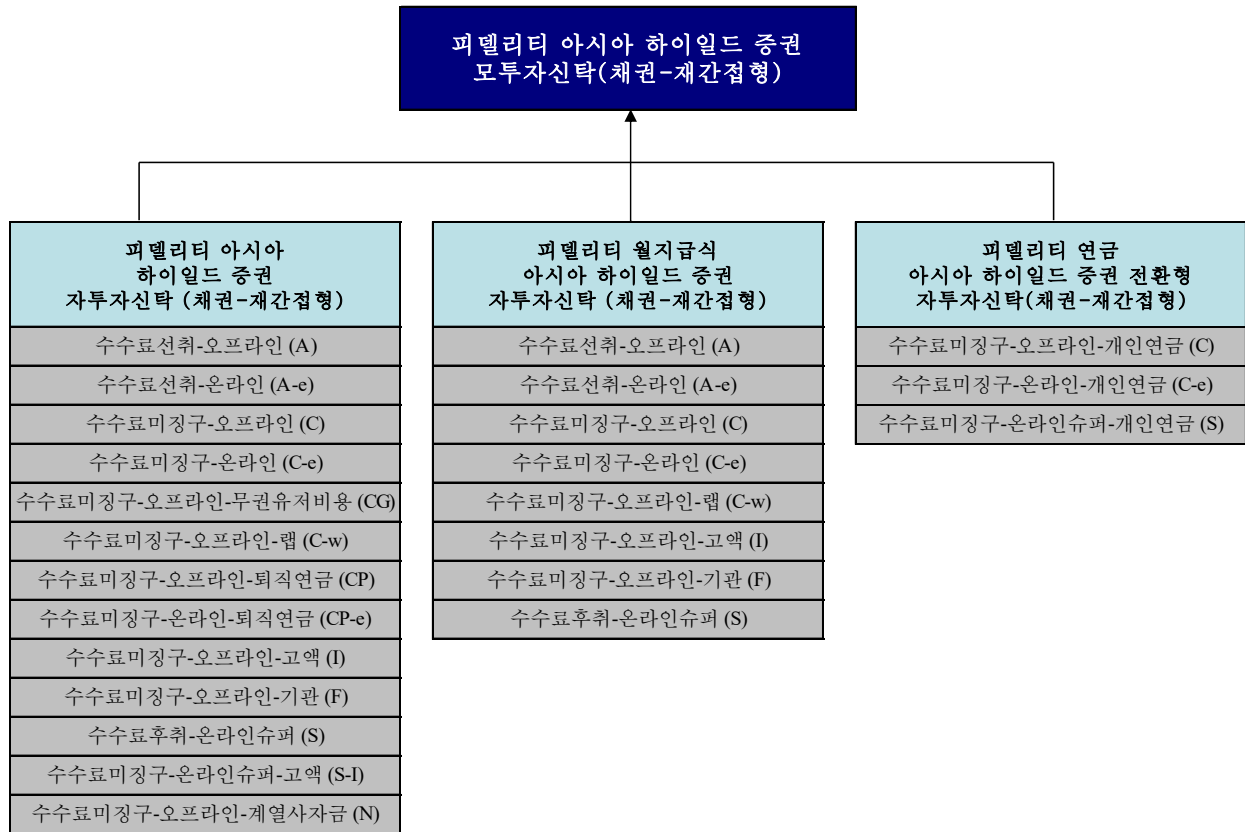 피델리티 아시아 하이일드 증권
모투자신탁(채권-재간접형)
피델리티 아시아
하이일드 증권
자투자신탁 (채권-재간접형)
수수료선취-오프라인 (A)
수수료선취-온라인 (A-e)
수수료미징구-오프라인 (C)
수수료미징구-온라인 (C-e)
수수료미징구-오프라인-무권유저비용 (CG)
수수료미징구-오프라인-랩 (C-w)
수수료미징구-오프라인-퇴직연금 (CP)
수수료미징구-온라인-퇴직연금 (CP-e)
수수료미징구-오프라인-고액 (I)
수수료미징구-오프라인-기관 (F)
수수료후취-온라인슈퍼 (S)
수수료미징구-온라인슈퍼-고액 (S-I)
수수료미징구-오프라인-계열사자금 (N)
피델리티 월지급식
아시아 하이일드 증권
자투자신탁 (채권-재간접형)
수수료선취-오프라인 (A)
수수료선취-온라인 (A-e)
수수료미징구-오프라인 (C)
수수료미징구-온라인 (C-e)
수수료미징구-오프라인-랩 (C-w)
수수료미징구-오프라인-고액 (I)
수수료미징구-오프라인-기관 (F)
수수료후취-온라인슈퍼 (S)
피델리티 연금
아시아 하이일드 증권 전환형
자투자신탁(채권-재간접형)
수수료미징구-오프라인-개인연금 (C)
수수료미징구-온라인-개인연금 (C-e)
수수료미징구-온라인슈퍼-개인연금 (S)